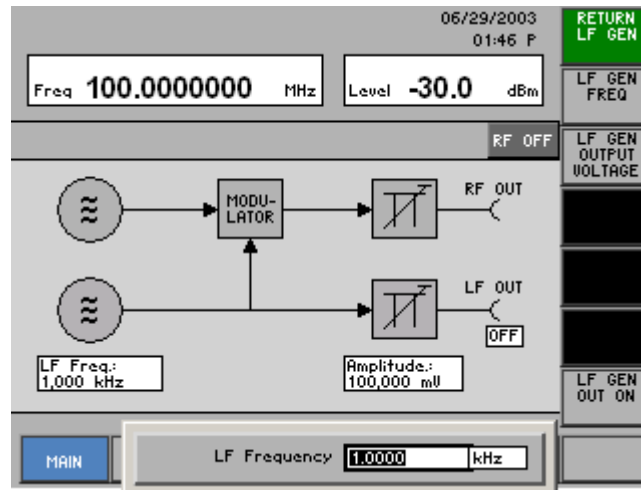 06/29/2003
01:46 P
RETURN
LF GEN
Freq 100.0000000 MHz
Level -30.0 dBm
LF GEN
FREQ
RF OFF
LF GEN
OUTPUT
VOLTAGE
MODU-
LATOR
RF OUT
LF OUT
OFF
LF Freq.:
1,000 kHz
Amplitude.:
100,000 mV
LF GEN
OUT ON
MAIN
LF Frequency 1.0000 kHz